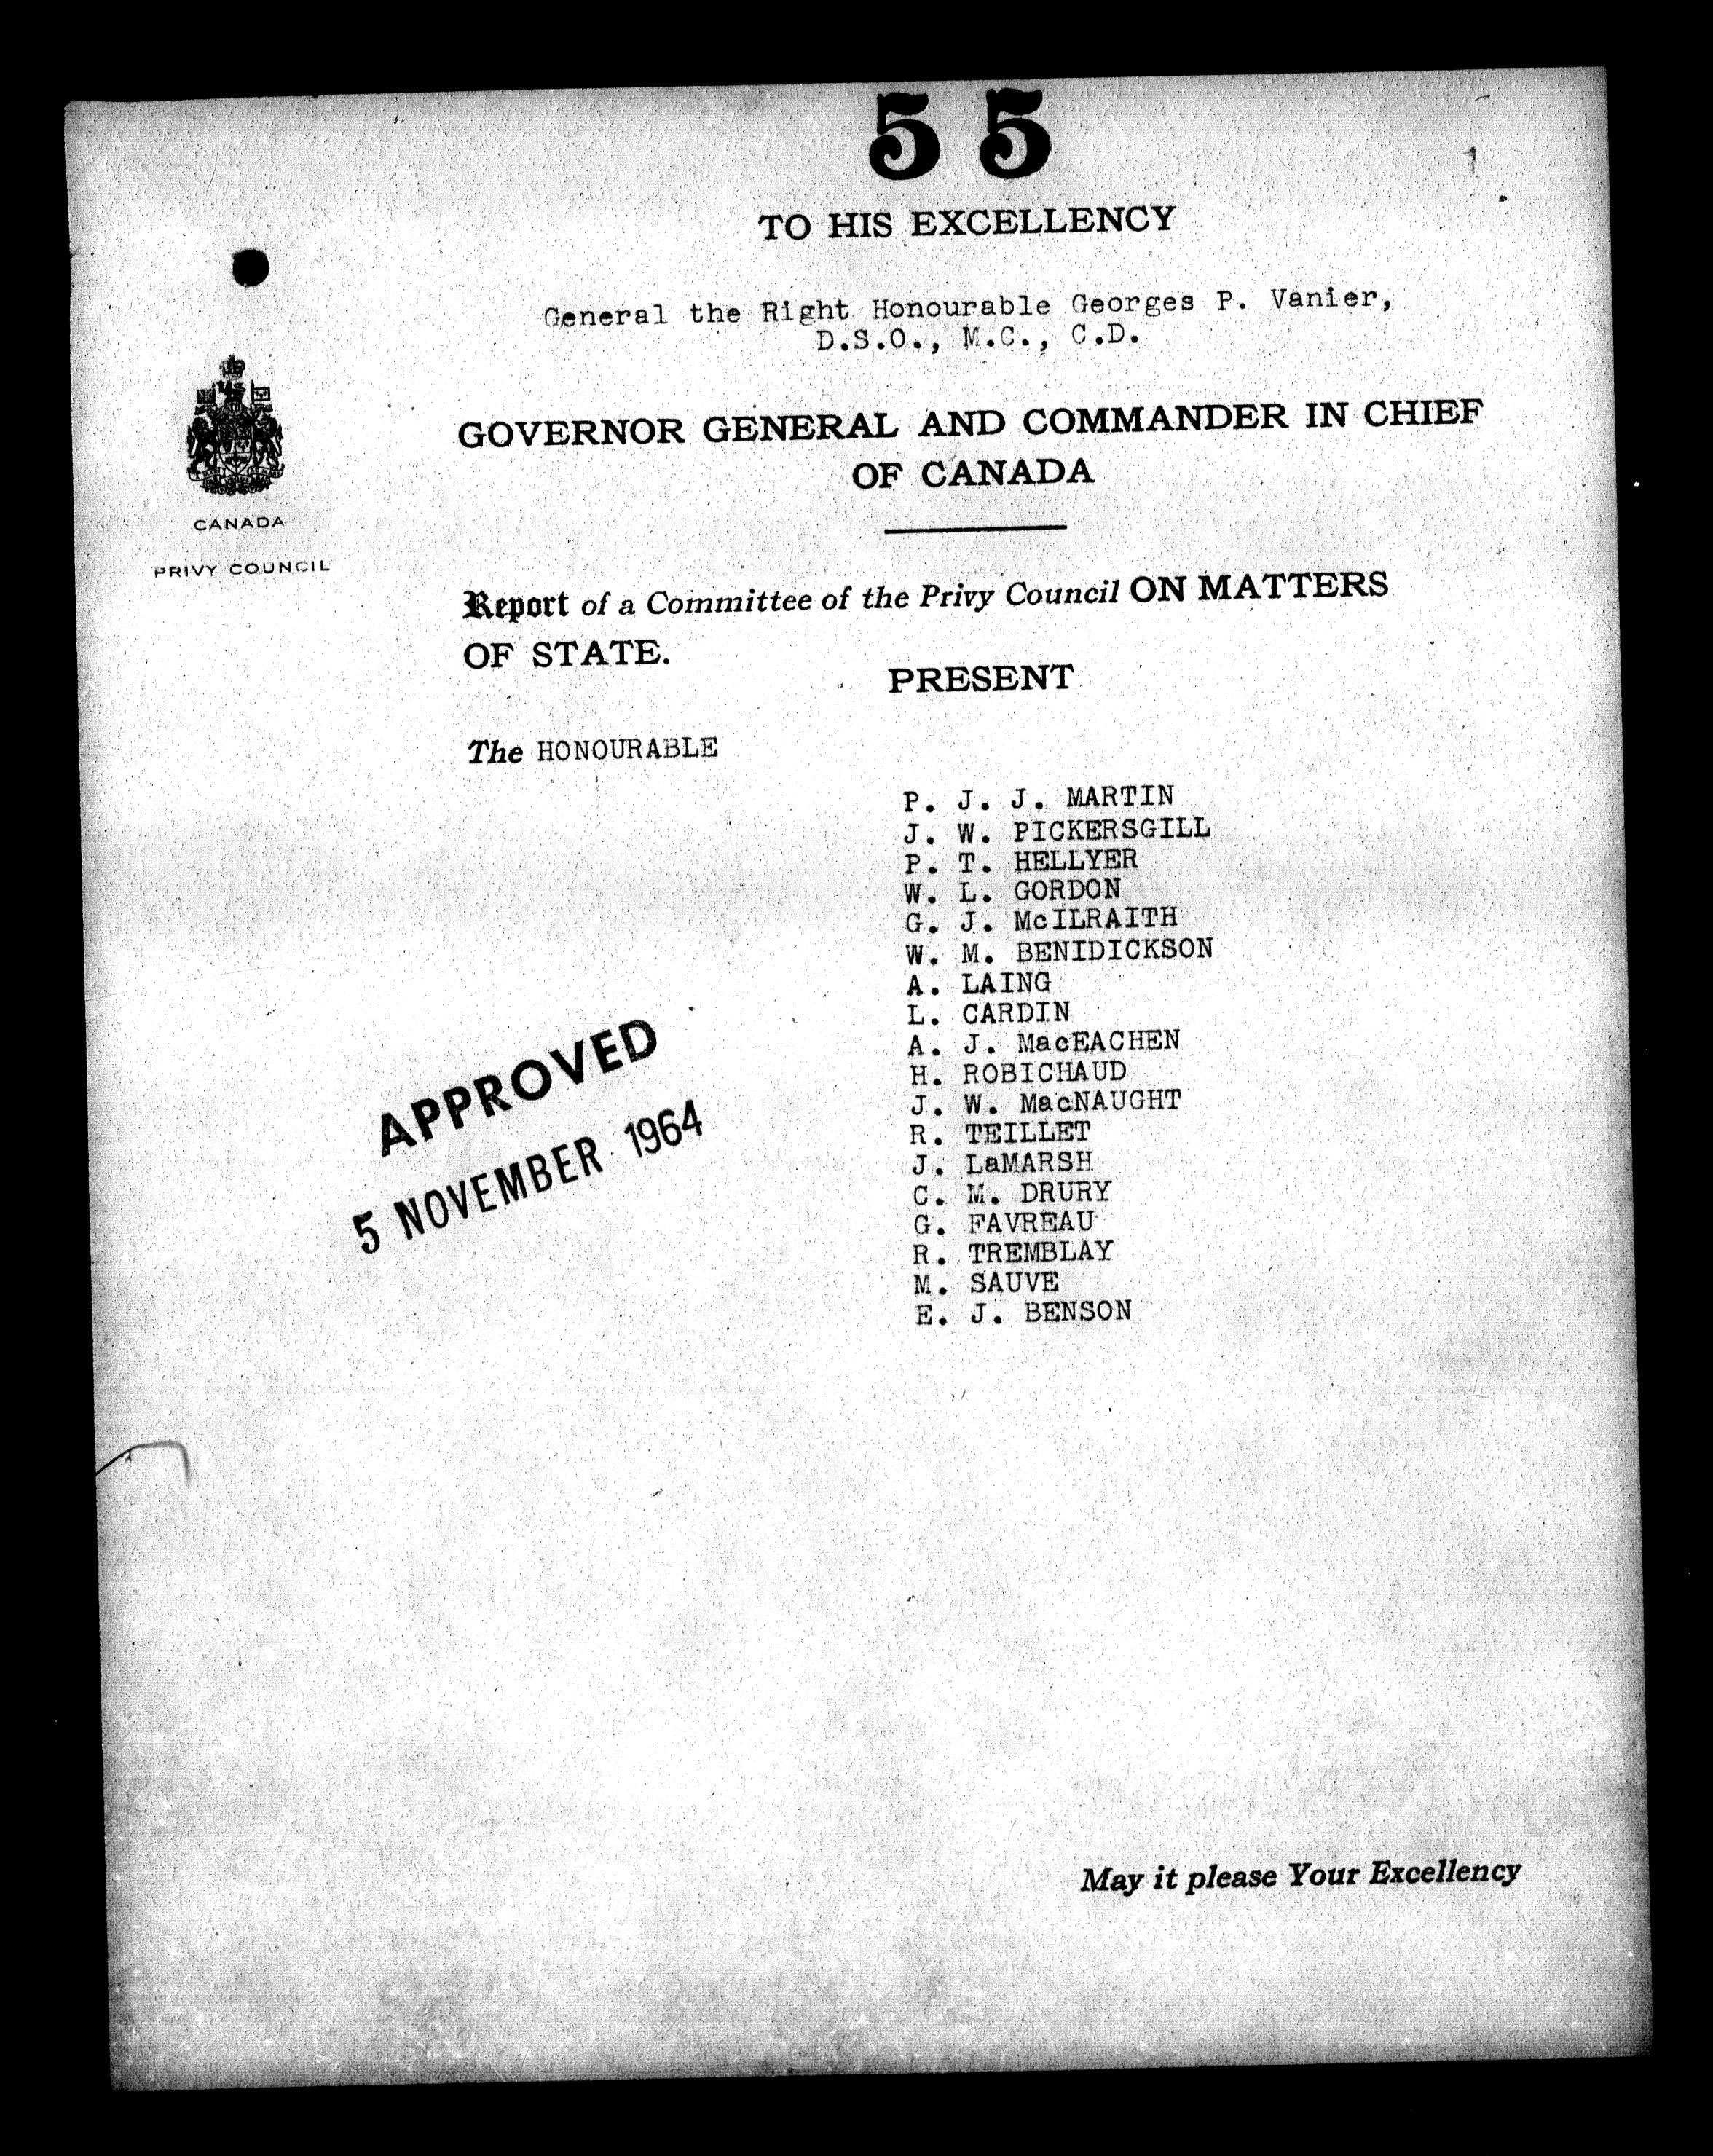 55
TO HIS EXCELLENCY
General the Right Honourable Georges P. Vanier,
D.S.O., M.C., C.D.
GOVERNOR GENERAL AND COMMANDER IN CHIEF
OF CANADA
CANADA
PRIVY COUNCIL
Report of a Committee of the Privy Council ON MATTERS
OF STATE.
PRESENT
The HONOURABLE
P. J. J. MARTIN
J. W. PICKERSGILL
P. T. HELLYER
W. L. GORDON
G. J. McILRAITH
W. M. BENIDICKSON
A. LAING
L. CARDIN
A. J. MacEACHEN
H. ROBICHAUD
J. W. MacNAUGHT
R. TEILLET
J. LaMARSH
C. M. DRURY
G. FAVREAU
R. TREMBLAY
M. SAUVE
E. J. BENSON
APPROVED
5 NOVEMBER 1964
May it please Your Excellency